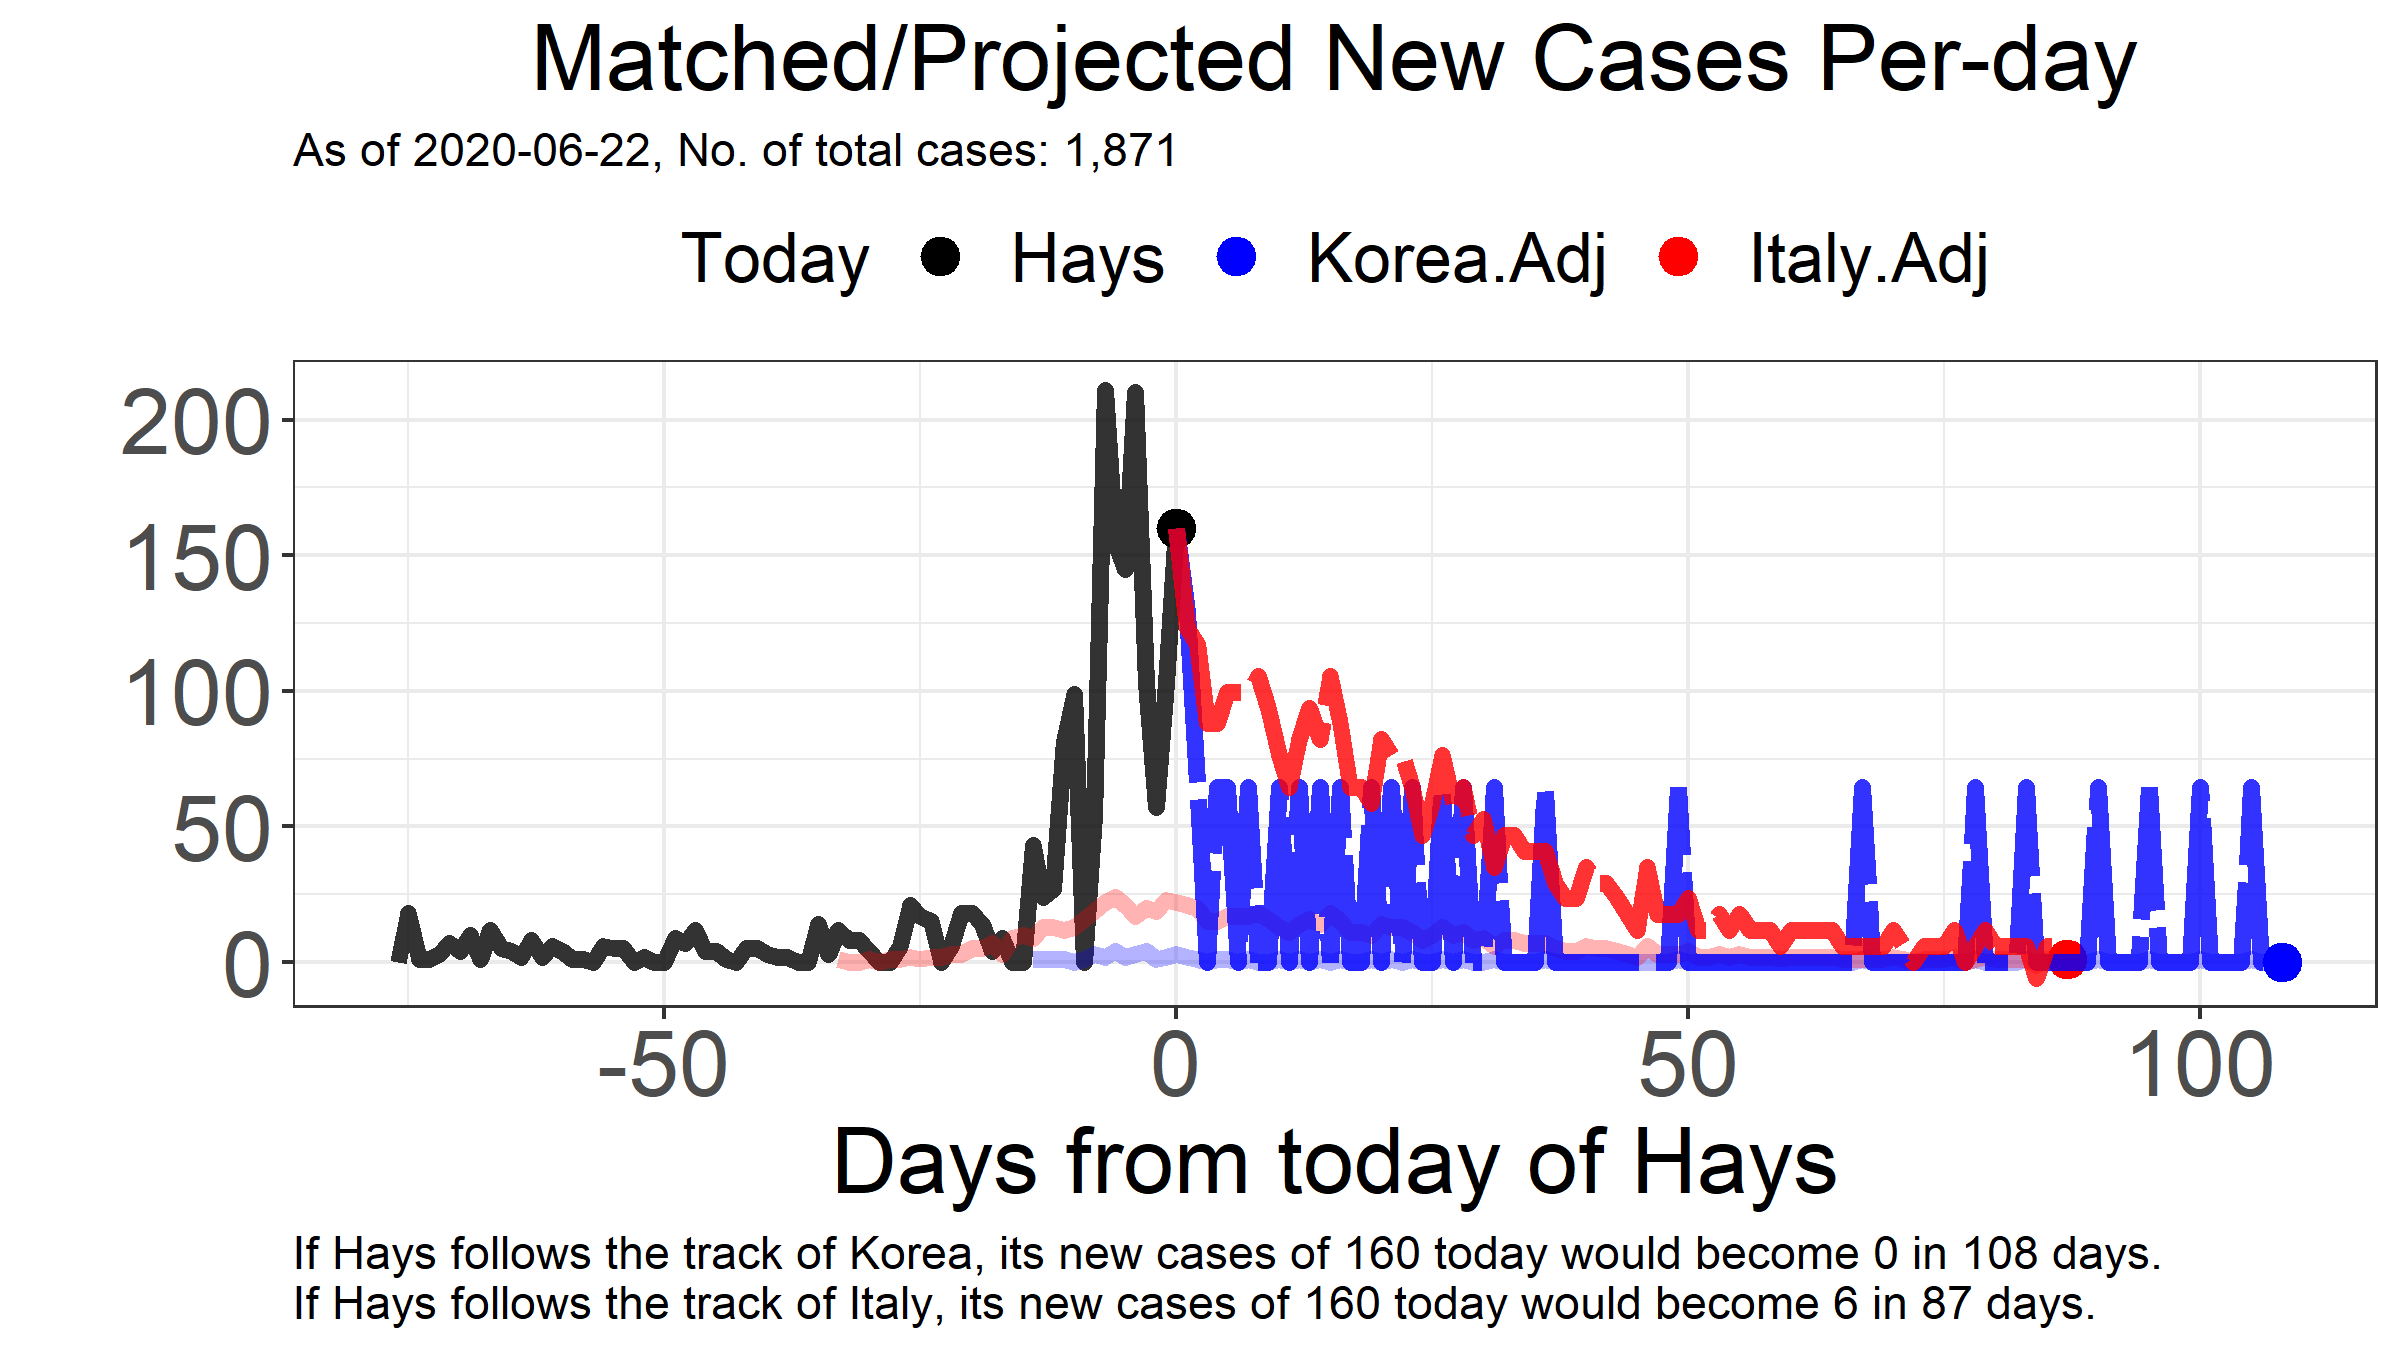 Matched/Projected New Cases Per-day
As of 2020-06-22, No. of total cases: 1,871
Today Hays Korea.Adj Italy.Adj
200
150
100
50
0
-50 0 50 100
Days from today of Hays
If Hays follows the track of Korea, its new cases of 160 today would become 0 in 108 days.
If Hays follows the track of Italy, its new cases of 160 today would become 6 in 87 days.